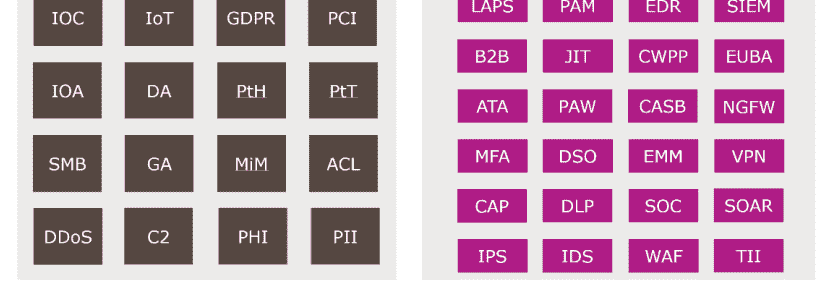 IOC IoT GDPR PCI
IOA DA PtH PtT
SMB GA MiM ACL
DDoS C2 PHI PII
LAPS PAM EDR SIEM
B2B JIT CWPP EUBA
ATA PAW CASB NGFW
MFA DSO EMM VPN
CAP DLP SOC SOAR
IPS IDS WAF TII